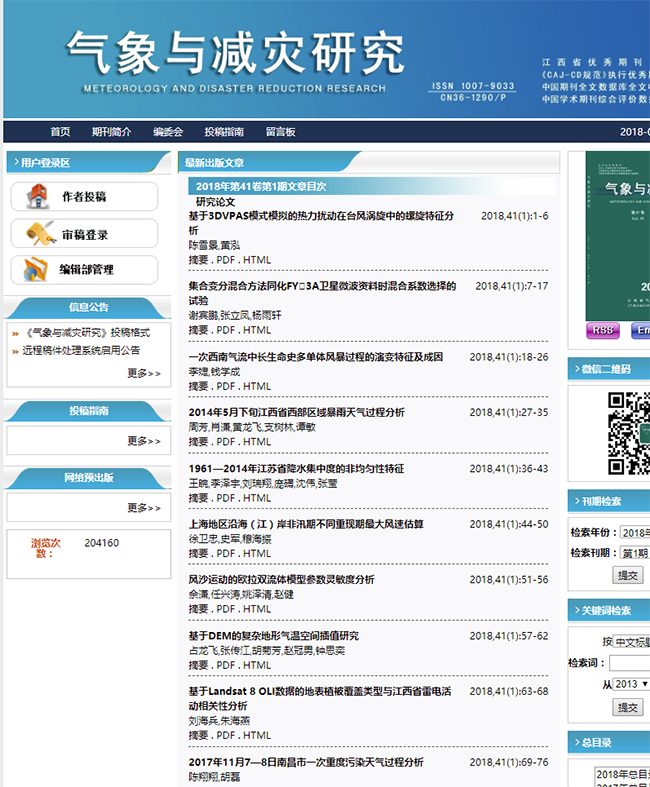 气象与减灾研究
METEOROLOGY AND DISASTER REDUCTION RESEARCH
ISSN 1007-9033
CN36-1290/P
江西省优秀期刊
《CAJ-CD规范》执行优秀期
中国期刊全文数据库全文收
中国学术期刊综合评价数据
首页 期刊简介 编委会 投稿指南 留言板 2018-0
用户登录区
作者投稿
审稿登录
编辑部管理
信息公告
»《气象与减灾研究》投稿格式
»远程稿件处理系统启用公告
更多>>
投稿指南
更多>>
网络预出版
更多>>
浏览次数： 204160
最新出版文章
2018年第41卷第1期文章目次
研究论文
基于3DVPAS模式模拟的热力扰动在台风涡旋中的螺旋特征分 2018,41(1):1-6
析
陈雪景,黄泓
摘要 . PDF . HTML
集合变分混合方法同化FY􀀁3A卫星微波资料时混合系数选择的 2018,41(1):7-17
试验
谢宾鹏,张立凤,杨雨轩
摘要 . PDF . HTML
一次西南气流中长生命史多单体风暴过程的演变特征及成因 2018,41(1):18-26
李婕,钱学成
摘要 . PDF . HTML
2014年5月下旬江西省西部区域暴雨天气过程分析 2018,41(1):27-35
周芳,肖潇,黄龙飞,支树林,谭敏
摘要 . PDF . HTML
1961—2014年江苏省降水集中度的非均匀性特征 2018,41(1):36-43
王晓,李泽宇,刘瑞翔,庞礴,沈伟,张莹
摘要 . PDF . HTML
上海地区沿海（江）岸非汛期不同重现期最大风速估算 2018,41(1):44-50
徐卫忠,史军,穆海振
摘要 . PDF . HTML
风沙运动的欧拉双流体模型参数灵敏度分析 2018,41(1):51-56
佘潇,任兴涛,姚泽清,赵健
摘要 . PDF . HTML
基于DEM的复杂地形气温空间插值研究 2018,41(1):57-62
占龙飞,张传江,胡菊芳,赵冠男,钟思奕
摘要 . PDF . HTML
基于Landsat 8 OLI数据的地表植被覆盖类型与江西省雷电活 2018,41(1):63-68
动相关性分析
刘海兵,朱海燕
摘要 . PDF . HTML
2017年11月7—8日南昌市一次重度污染天气过程分析 2018,41(1):69-76
陈翔翔,胡磊
气象与
RSS
En
微信二维码
刊期检索
检索年份： 2018年
检索刊期： 第1期
提交
关键词检索
按 中文标题
检索词：
从 2013
提交
总目录
2018年总目